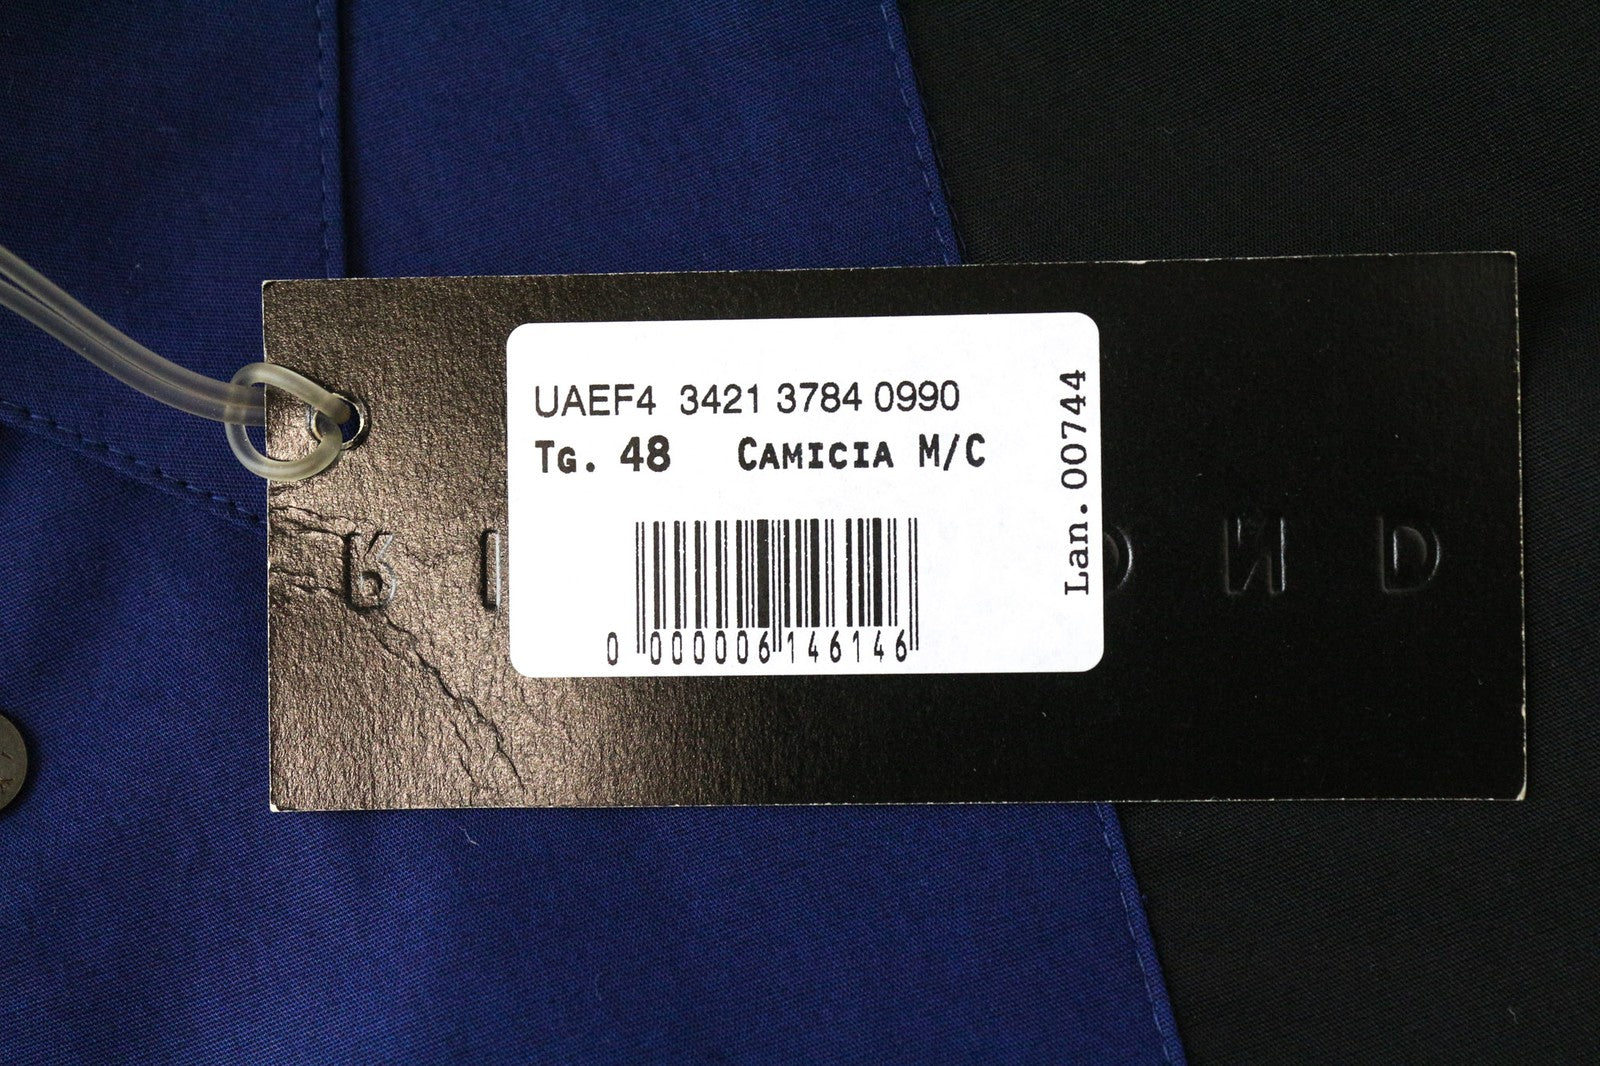 UAEF4 3421 3784 0990
Tg. 48 CAMICIA M/C
0 000006 146146
Lan. 00744